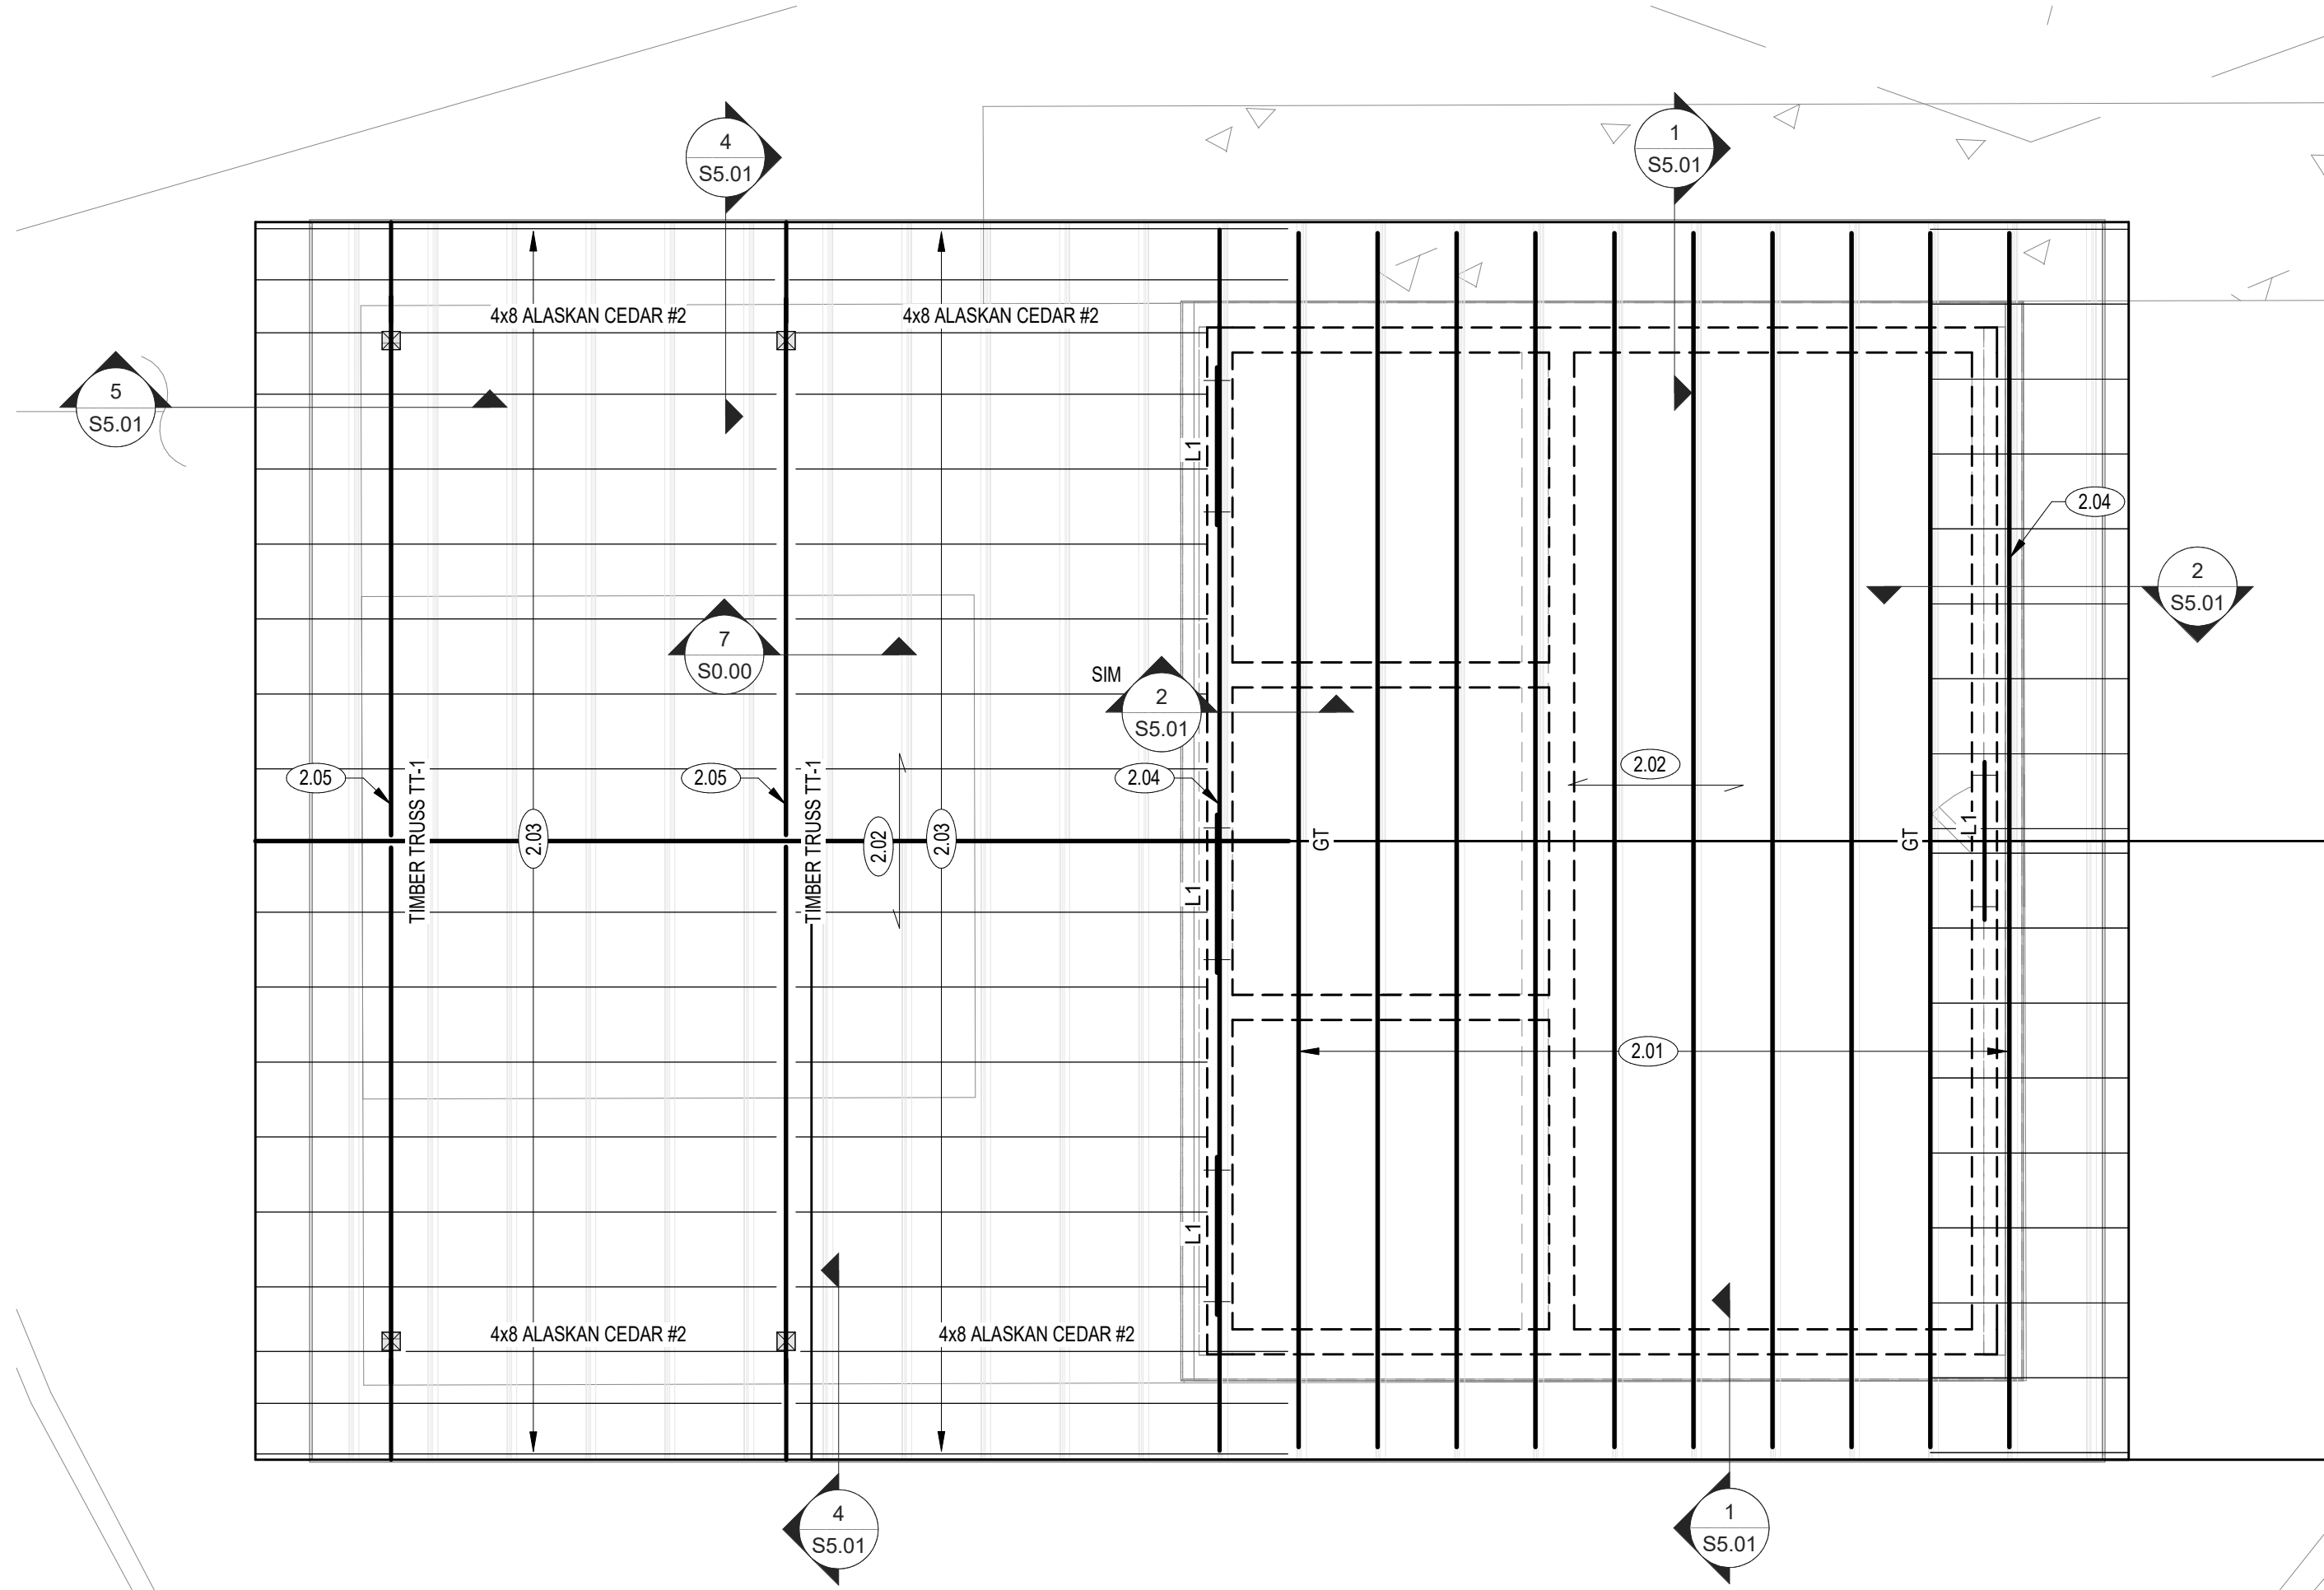 1
S5.01
4
S5.01
4x8 ALASKAN CEDAR #2
4x8 ALASKAN CEDAR #2
5
S5.01
L1
2.04
2
S5.01
7
S0.00
SIM
2
S5.01
2.05
2.05
2.04
2.02
TIMBER TRUSS TT-1
2.03
TIMBER TRUSS TT-1
2.02
2.03
GT
GT
L1
L1
2.01
L1
4x8 ALASKAN CEDAR #2
4x8 ALASKAN CEDAR #2
4
S5.01
1
S5.01